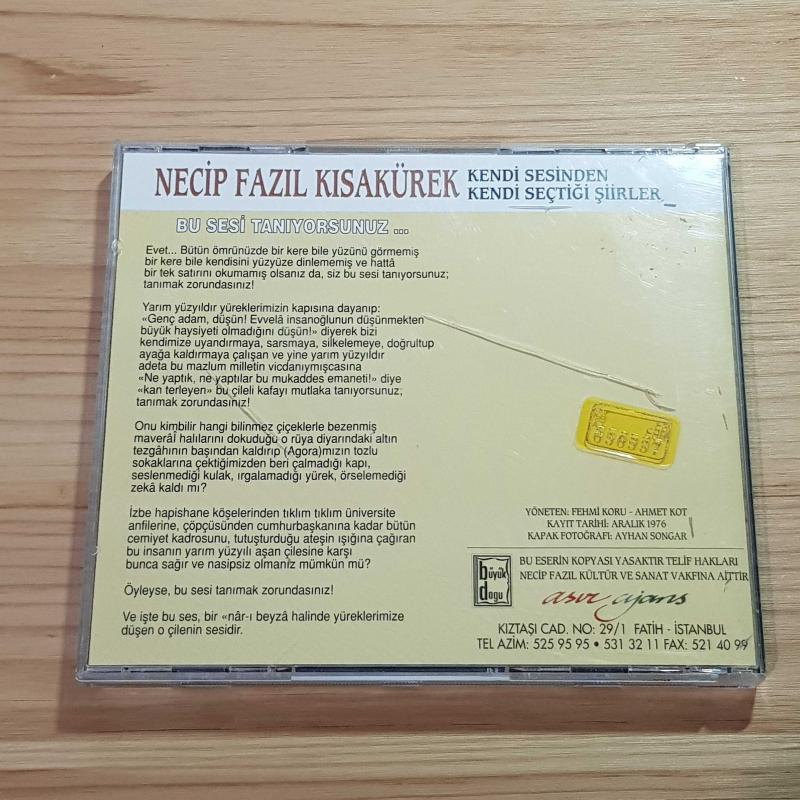 NECİP FAZIL KISAKÜREK
KENDİ SESİNDEN
KENDİ SEÇTİĞİ ŞİİRLER
BU SESİ TANIYORSUNUZ ...
Evet... Bütün ömrünüzde bir kere bile yüzünü görmemiş
bir kere bile kendisini yüzyüze dinlememiş ve hattâ
bir tek satırını okumamış olsanız da, siz bu sesi tanıyorsunuz;
tanımak zorundasınız!
Yarım yüzyıldır yüreklerimizin kapısına dayanıp:
«Genç adam, düşün! Evvelâ insanoğlunun düşünmekten
büyük haysiyeti olmadığını düşün!» diyerek bizi
kendimize uyandırmaya, sarsmaya, silkelemeye, doğrultup
ayağa kaldırmaya çalışan ve yine yarım yüzyıldır
adeta bu mazlum milletin vicdanıymışcasına
«Ne yaptık, ne yaptılar bu mukaddes emaneti!» diye
«kan terleyen» bu çileli kafayı mutlaka tanıyorsunuz;
tanımak zorundasınız!
Onu kimbilir hangi bilinmez çiçeklerle bezenmiş
maverâî halılarını dokuduğu o rüya diyarındaki altın
tezgâhının başından kaldırıp (Agora)mızın tozlu
sokaklarına çektiğimizden beri çalmadığı kapı,
seslenmediği kulak, ırgalamadığı yürek, örselemediği
zekâ kaldı mı?
İzbe hapishane köşelerinden tıklım tıklım üniversite
anfilerine, çöpçüsünden cumhurbaşkanına kadar bütün
cemiyet kadrosunu, tutuşturduğu ateşin ışığına çağıran
bu insanın yarım yüzyılı aşan çilesine karşı
bunca sağır ve nasipsiz olmanız mümkün mü?
Öyleyse, bu sesi tanımak zorundasınız!
Ve işte bu ses, bir «nâr-ı beyzâ halinde yüreklerimize
düşen o çilenin sesidir.
YÖNETEN: FEHMİ KORU - AHMET KOT
KAYIT TARİHİ: ARALIK 1976
KAPAK FOTOĞRAFI: AYHAN SONGAR
büyük
doğu
BU ESERİN KOPYASI YASAKTIR TELİF HAKLARI
NECİP FAZIL KÜLTÜR VE SANAT VAKFINA AİTTİR
asır ajans
KIZTAŞI CAD. NO: 29/1 FATİH - İSTANBUL
TEL AZİM: 525 95 95 • 531 32 11 FAX: 521 40 99